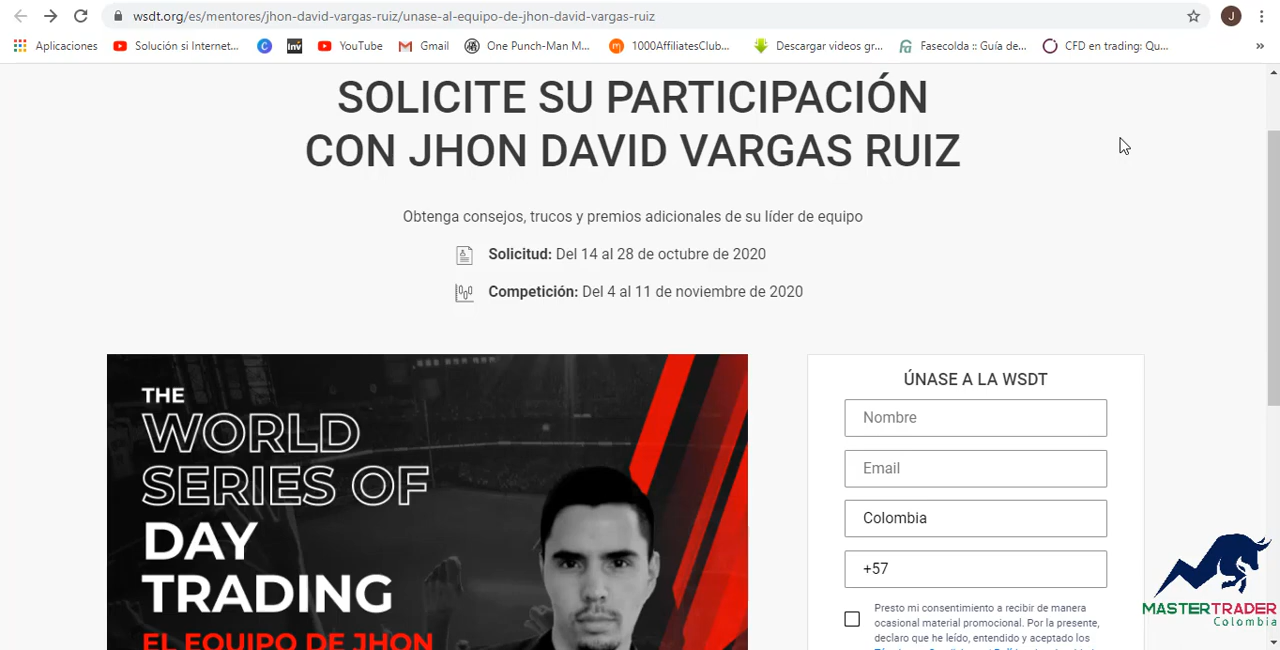 wsdt.org/es/mentores/jhon-david-vargas-ruiz/unase-al-equipo-de-jhon-david-vargas-ruiz
J
Aplicaciones
Solución si Internet...
C
Inv
YouTube
Gmail
One Punch-Man M...
1000AffiliatesClub...
Descargar videos gr...
Fasecolda :: Guía de...
CFD en trading: Qu...
»
SOLICITE SU PARTICIPACIÓN
CON JHON DAVID VARGAS RUIZ
Obtenga consejos, trucos y premios adicionales de su líder de equipo
Solicitud: Del 14 al 28 de octubre de 2020
Competición: Del 4 al 11 de noviembre de 2020
THE
WORLD
SERIES OF
DAY
TRADING
EL EQUIPO DE JHON
ÚNASE A LA WSDT
Nombre
Email
Colombia
+57
Presto mi consentimiento a recibir de manera
ocasional material promocional. Por la presente,
declaro que he leído, entendido y aceptado los
MASTERTRADER
Colombia